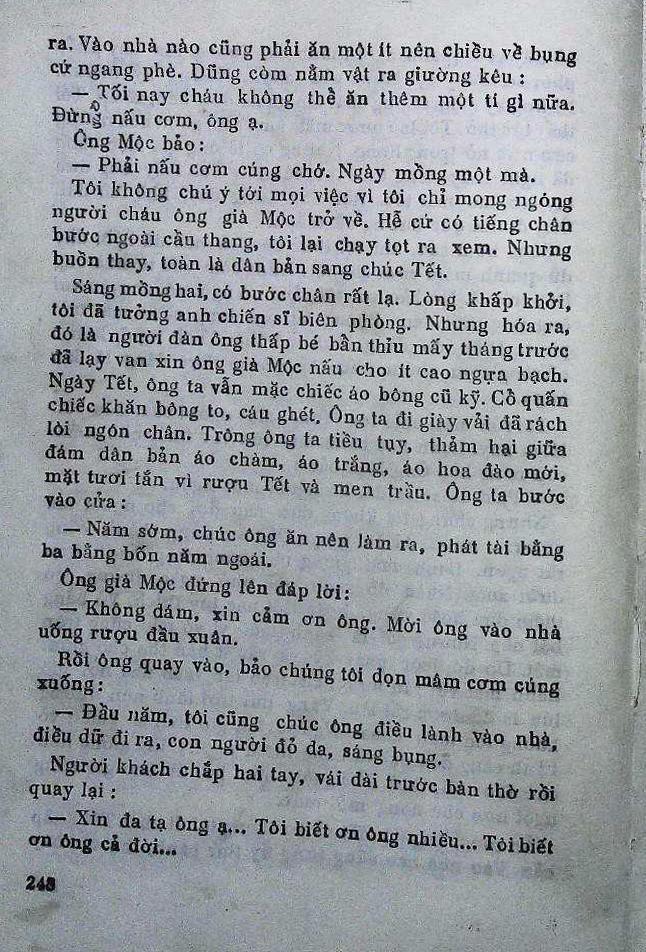 ra. Vào nhà nào cũng phải ăn một ít nên chiều về bụng
cứ ngang phè. Dũng còm nằm vật ra giường kêu :
— Tối nay cháu không thể ăn thêm một tí gì nữa.
Đừng nấu cơm, ông ạ.
Ông Mộc bảo :
— Phải nấu cơm cúng chớ. Ngày mồng một mà.
Tôi không chú ý tới mọi việc vì tôi chỉ mong ngóng
người cháu ông già Mộc trở về. Hễ cứ có tiếng chân
bước ngoài cầu thang, tôi lại chạy tọt ra xem. Nhưng
buồn thay, toàn là dân bản sang chúc Tết.
Sáng mồng hai, có bước chân rất lạ. Lòng khấp khởi,
tôi đã tưởng anh chiến sĩ biên phòng. Nhưng hóa ra,
đó là người đàn ông thấp bé bần thỉu mấy tháng trước
đã lạy van xin ông già Mộc nấu cho ít cao ngựa bạch.
Ngày Tết, ông ta vẫn mặc chiếc áo bông cũ kỹ. Cổ quấn
chiếc khăn bông to, cáu ghét. Ông ta đi giày vải đã rách
lòi ngón chân. Trông ông ta tiều tụy, thảm hại giữa
đám dân bản áo chàm, áo trắng, áo hoa đào mới,
mặt tươi tắn vì rượu Tết và men trầu. Ông ta bước
vào cửa :
— Năm sớm, chúc ông ăn nên làm ra, phát tài bằng
ba bằng bốn năm ngoái.
Ông già Mộc đứng lên đáp lời :
— Không dám, xin cảm ơn ông. Mời ông vào nhà
uống rượu đầu xuân.
Rồi ông quay vào, bảo chúng tôi dọn mâm cơm cúng
xuống :
— Đầu năm, tôi cũng chúc ông điều lành vào nhà,
điều dữ đi ra, con người đỏ da, sáng bụng.
Người khách chắp hai tay, vái dài trước bàn thờ rồi
quay lại :
— Xin đa tạ ông ạ... Tôi biết ơn ông nhiều... Tôi biết
ơn ông cả đời...
248